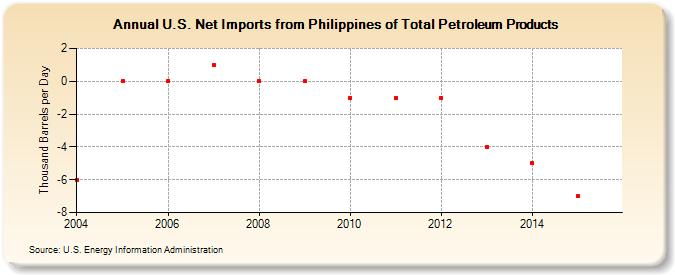 Annual U.S. Net Imports from Philippines of Total Petroleum Products
Thousand Barrels per Day
2
0
-2
-4
-6
-8
2004 2006 2008 2010 2012 2014
Source: U.S. Energy Information Administration